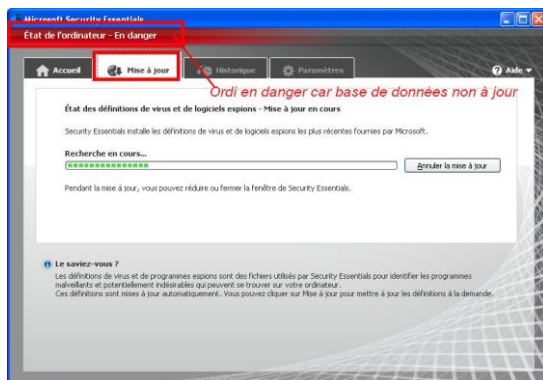 Microsoft Security Essentials
État de l'ordinateur - En danger
Accueil Mise à jour Historique Paramètres Aide
Ordi en danger car base de données non à jour
État des définitions de virus et de logiciels espions - Mise à jour en cours
Security Essentials installe les définitions de virus et de logiciels espions les plus récentes fournies par Microsoft.
Recherche en cours...
Annuler la mise à jour
Pendant la mise à jour, vous pouvez réduire ou fermer la fenêtre de Security Essentials.
Le saviez-vous ?
Les définitions de virus et de programmes espions sont des fichiers utilisés par Security Essentials pour identifier les programmes
malveillants et potentiellement indésirables qui peuvent se trouver sur votre ordinateur.
Ces définitions sont mises à jour automatiquement. Vous pouvez cliquer sur Mise à jour pour mettre à jour les définitions à la demande.